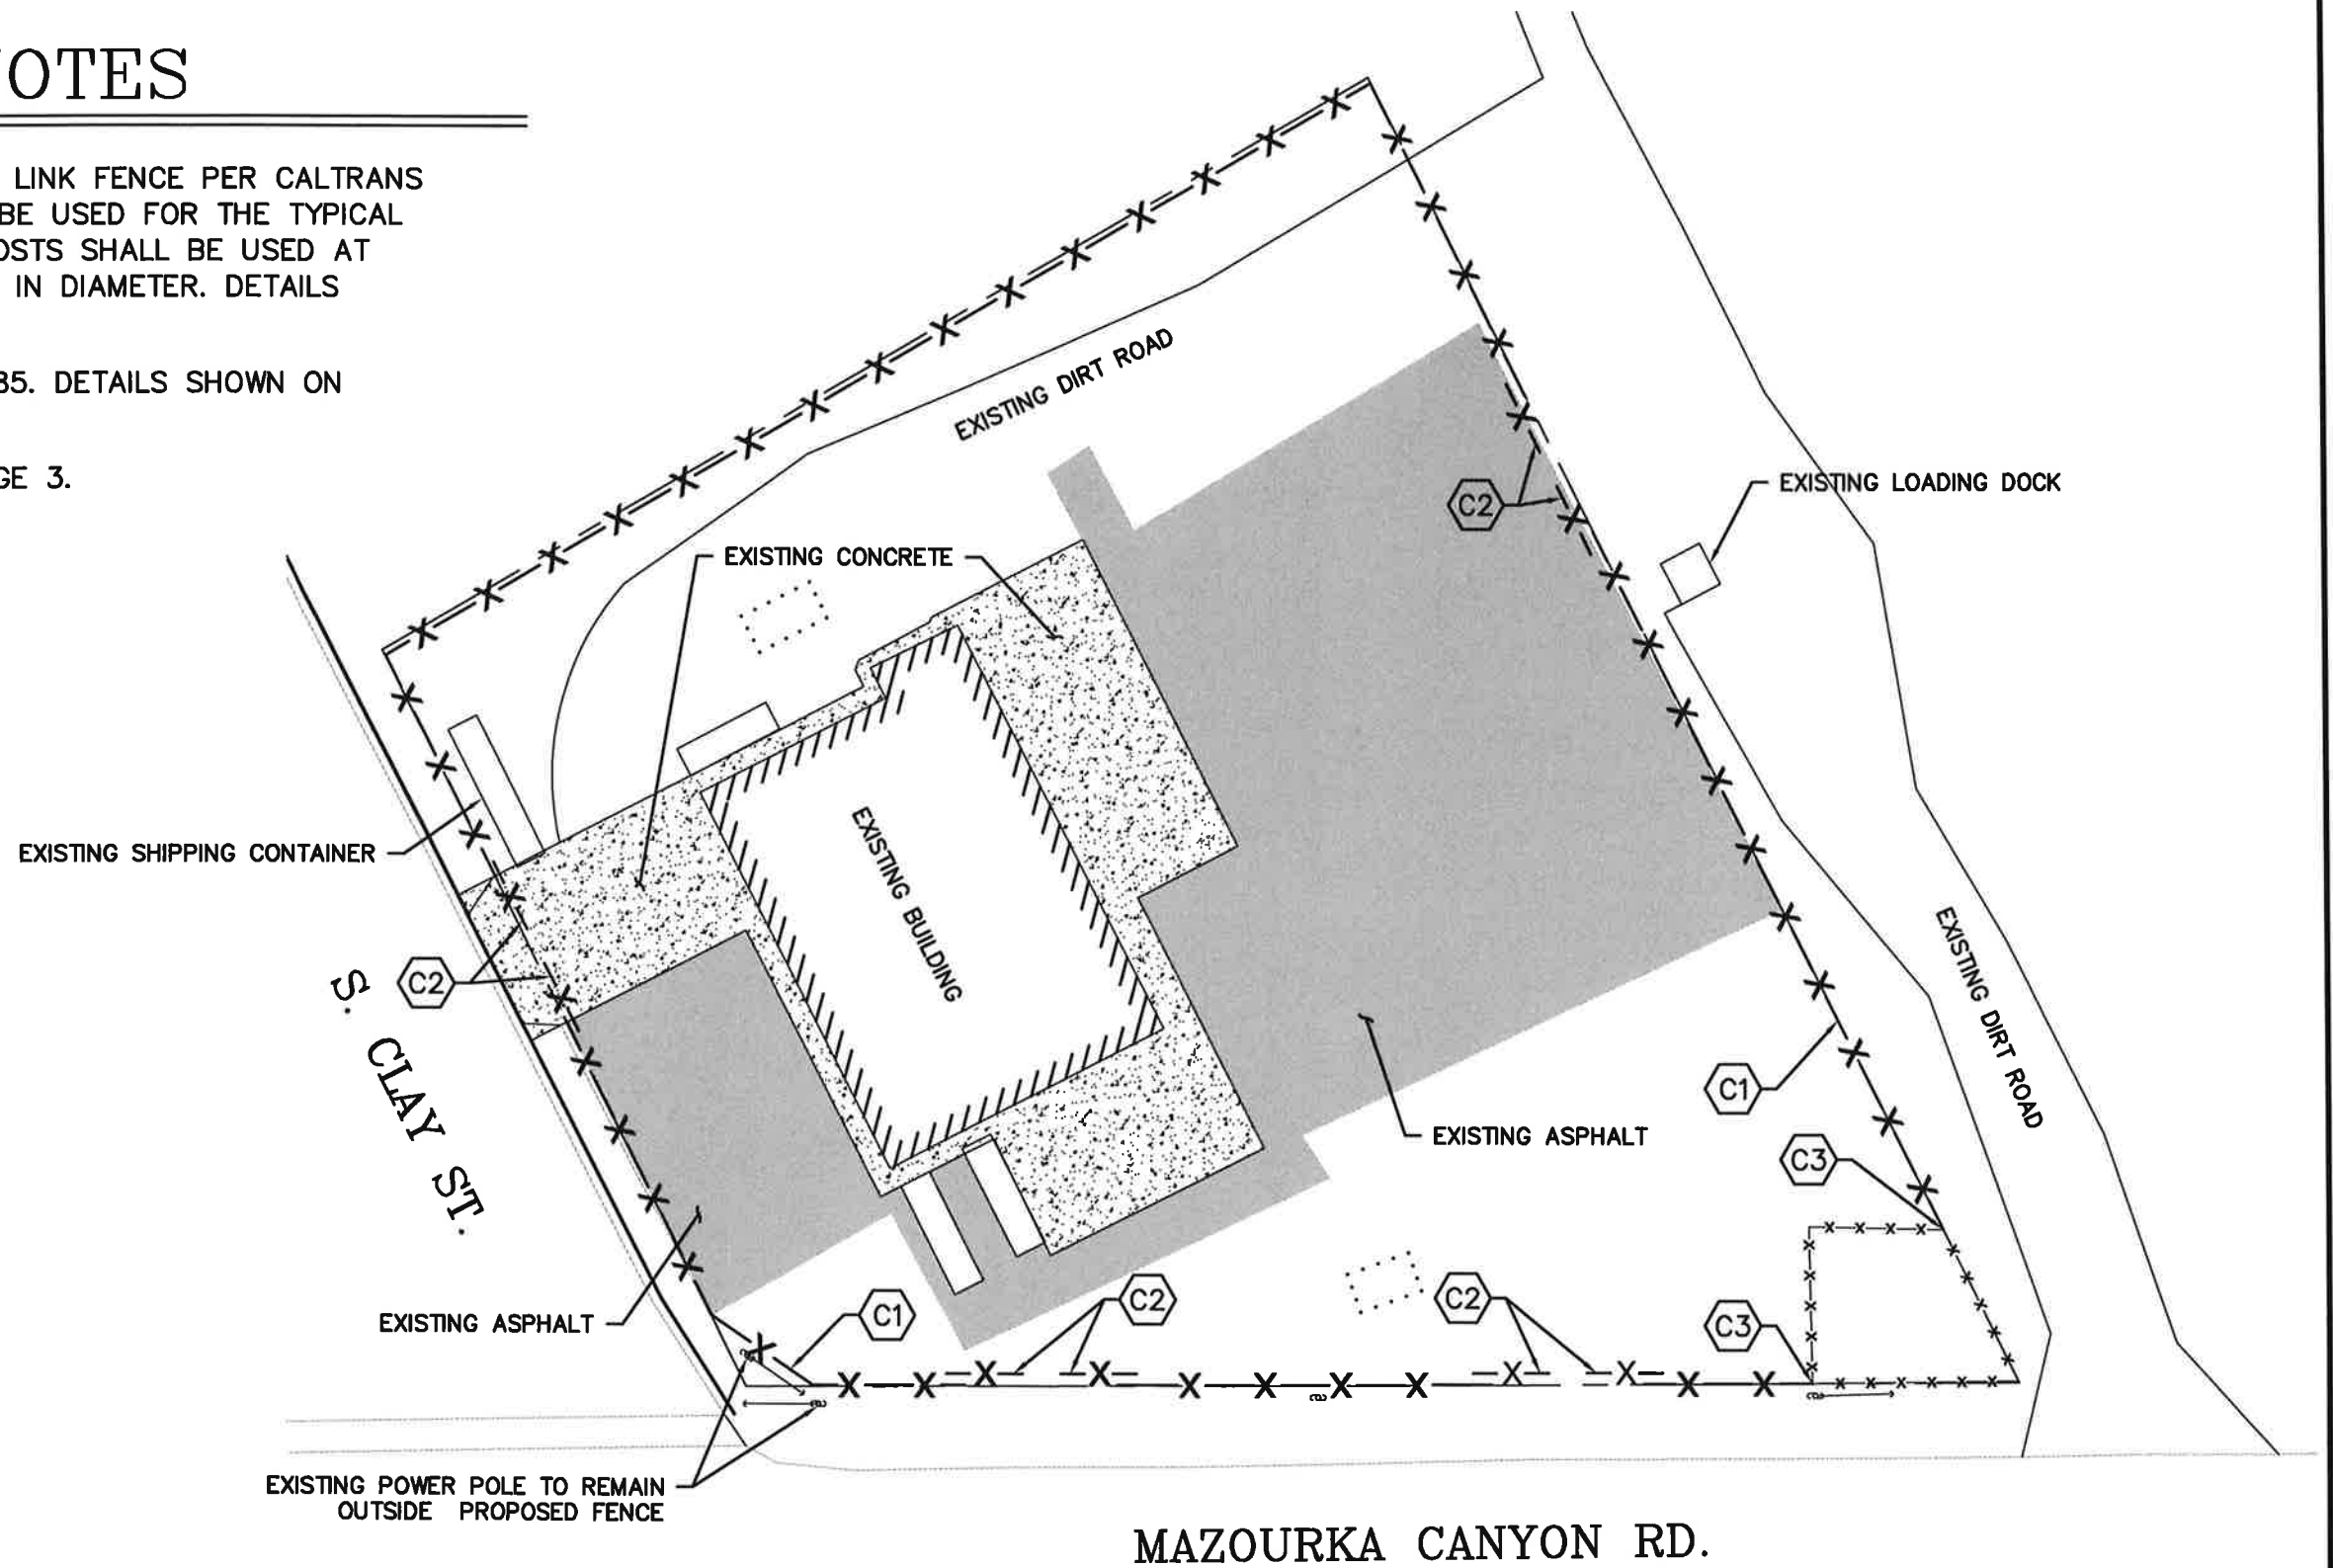 OTES
LINK FENCE PER CALTRANS
BE USED FOR THE TYPICAL
OSTS SHALL BE USED AT
IN DIAMETER. DETAILS
85. DETAILS SHOWN ON
GE 3.
EXISTING DIRT ROAD
C2
EXISTING LOADING DOCK
EXISTING CONCRETE
EXISTING SHIPPING CONTAINER
EXISTING BUILDING
C2
S. CLAY ST.
EXISTING DIRT ROAD
C1
EXISTING ASPHALT
C3
EXISTING ASPHALT
C1
C2
C2
C3
EXISTING POWER POLE TO REMAIN
OUTSIDE PROPOSED FENCE
MAZOURKA CANYON RD.